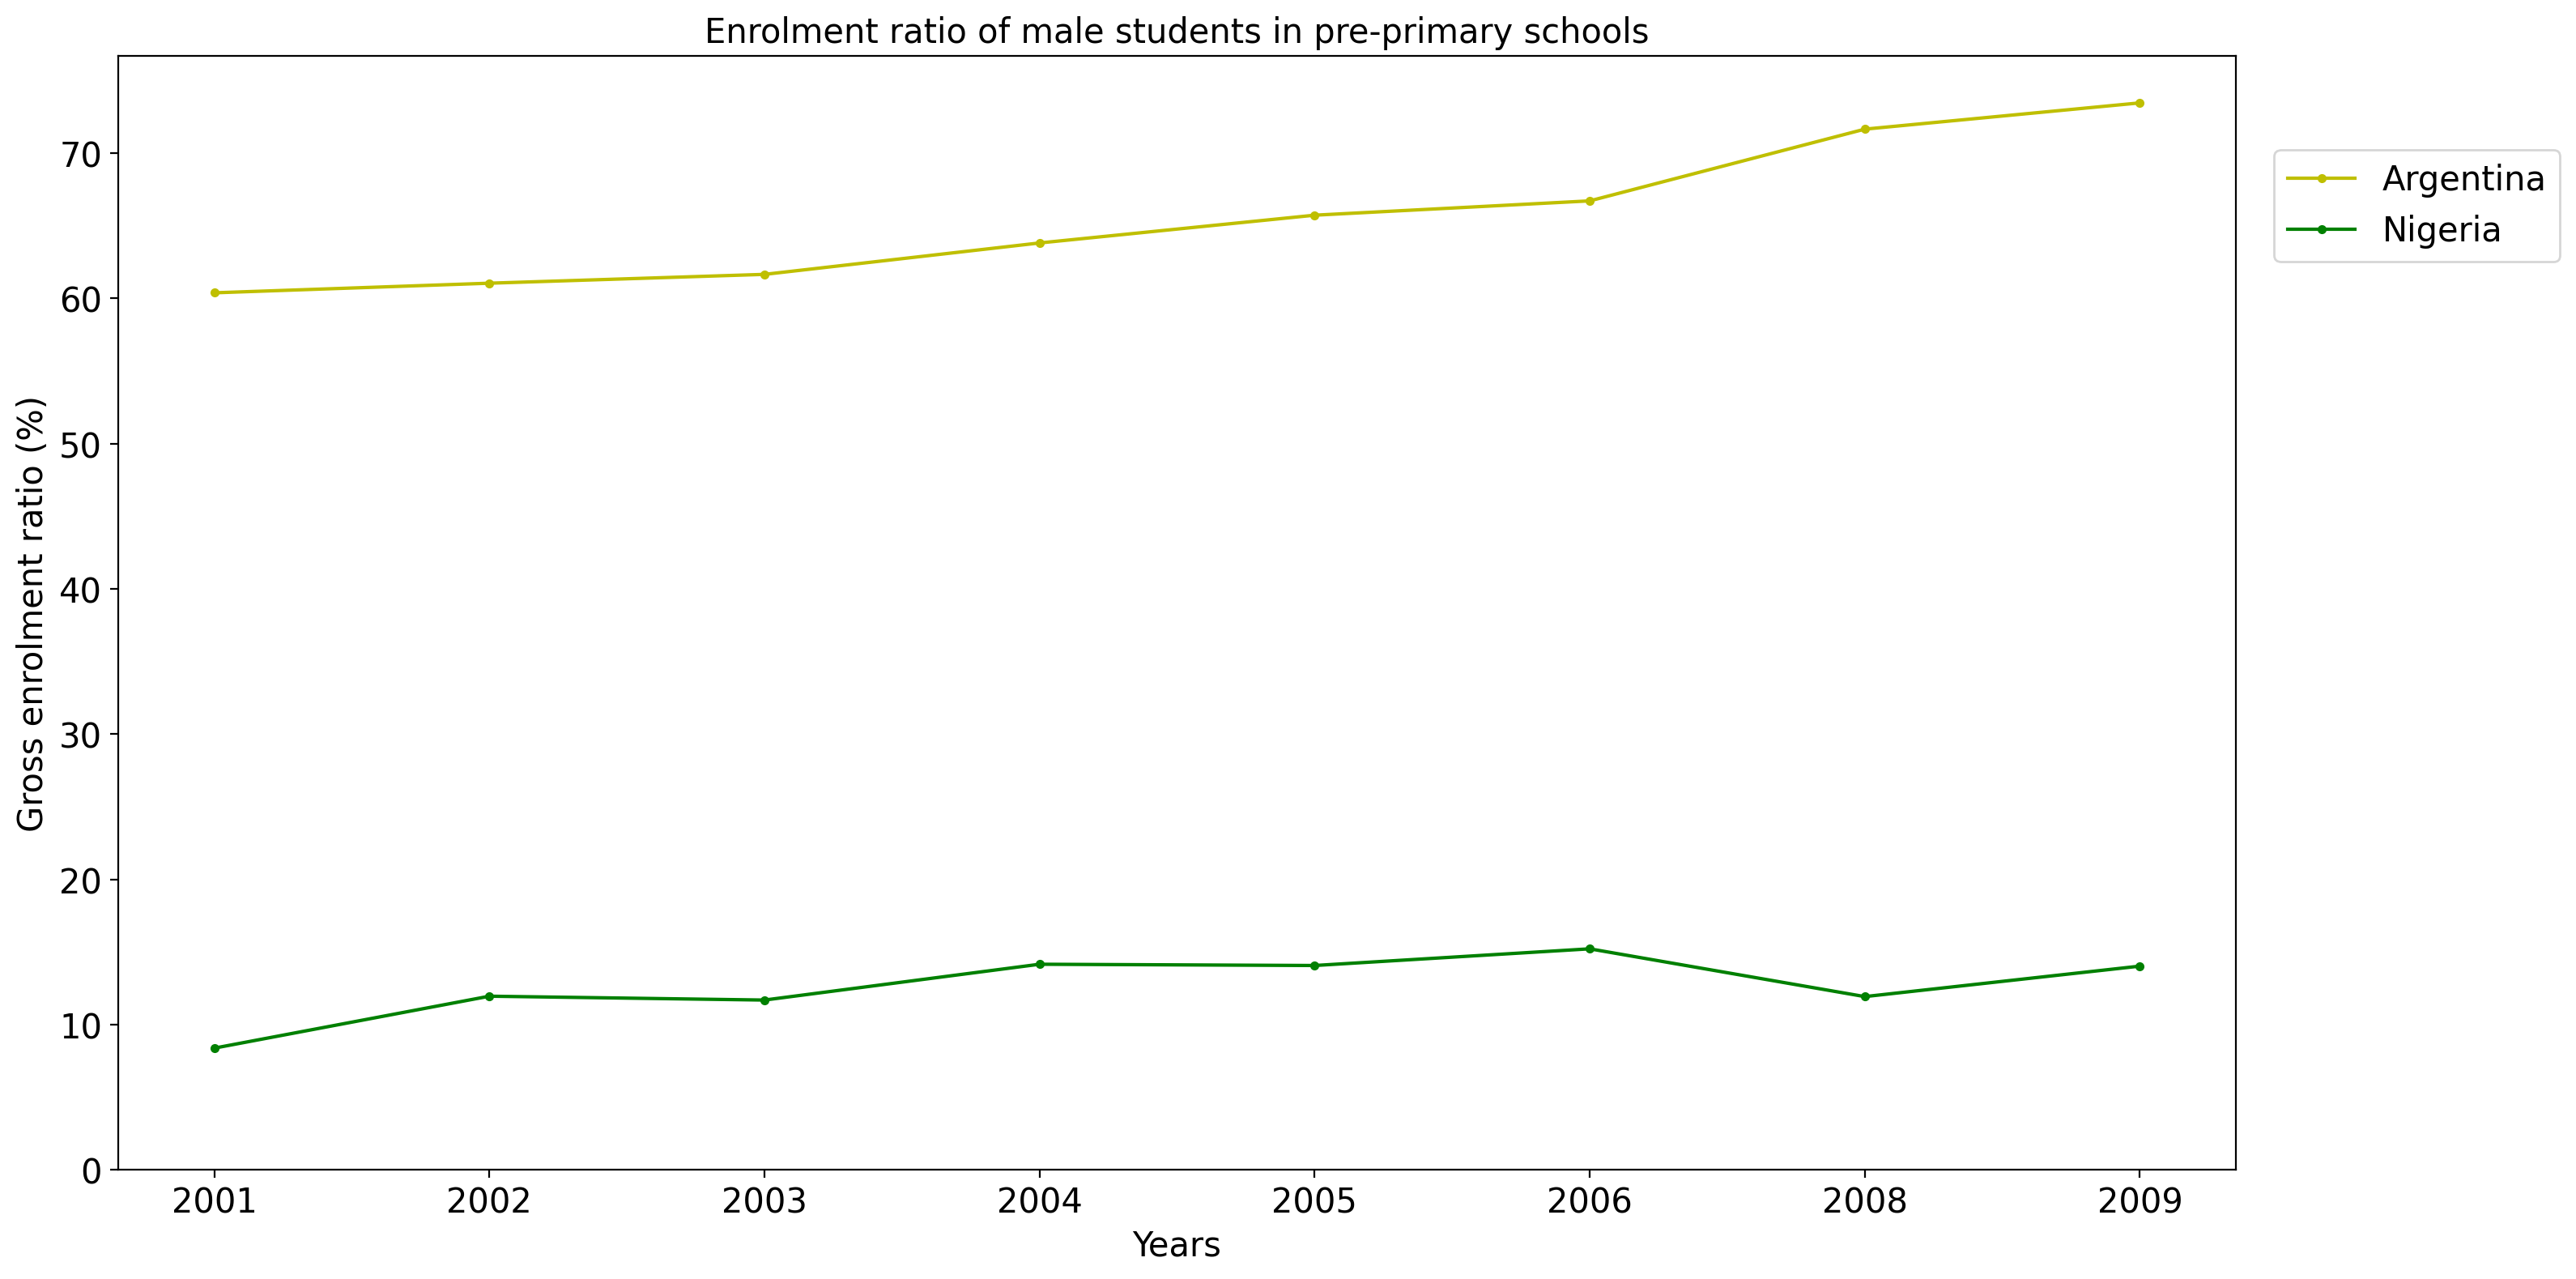 Enrolment ratio of male students in pre-primary schools
Gross enrolment ratio (%)
70
60
50
40
30
20
10
0
2001 2002 2003 2004 2005 2006 2008 2009
Years
Argentina
Nigeria